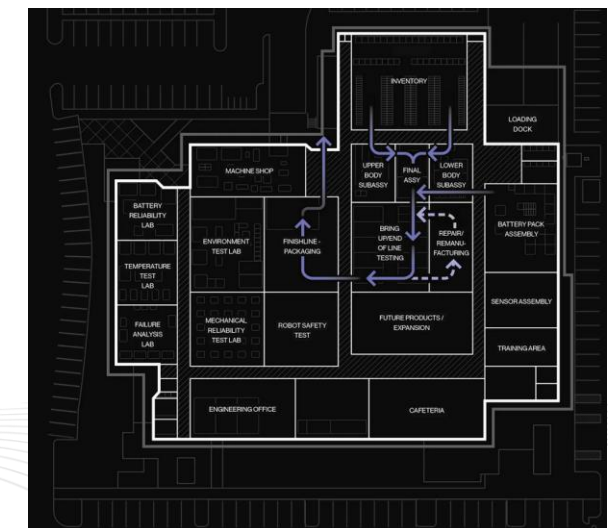 INVENTORY
LOADING
DOCK
MACHINE SHOP
UPPER
BODY
SUBASSY
FINAL
ASSY
LOWER
BODY
SUBASSY
BATTERY
RELIABILITY
LAB
ENVIRONMENT
TEST LAB
FINISHLINE -
PACKAGING
BRING
UP/END
OF LINE
TESTING
REPAIR/
REMANU-
FACTURING
BATTERY PACK
ASSEMBLY
TEMPERATURE
TEST
LAB
SENSOR ASSEMBLY
FAILURE
ANALYSIS
LAB
MECHANICAL
RELIABILITY
TEST LAB
ROBOT SAFETY
TEST
FUTURE PRODUCTS /
EXPANSION
TRAINING AREA
ENGINEERING OFFICE
CAFETERIA